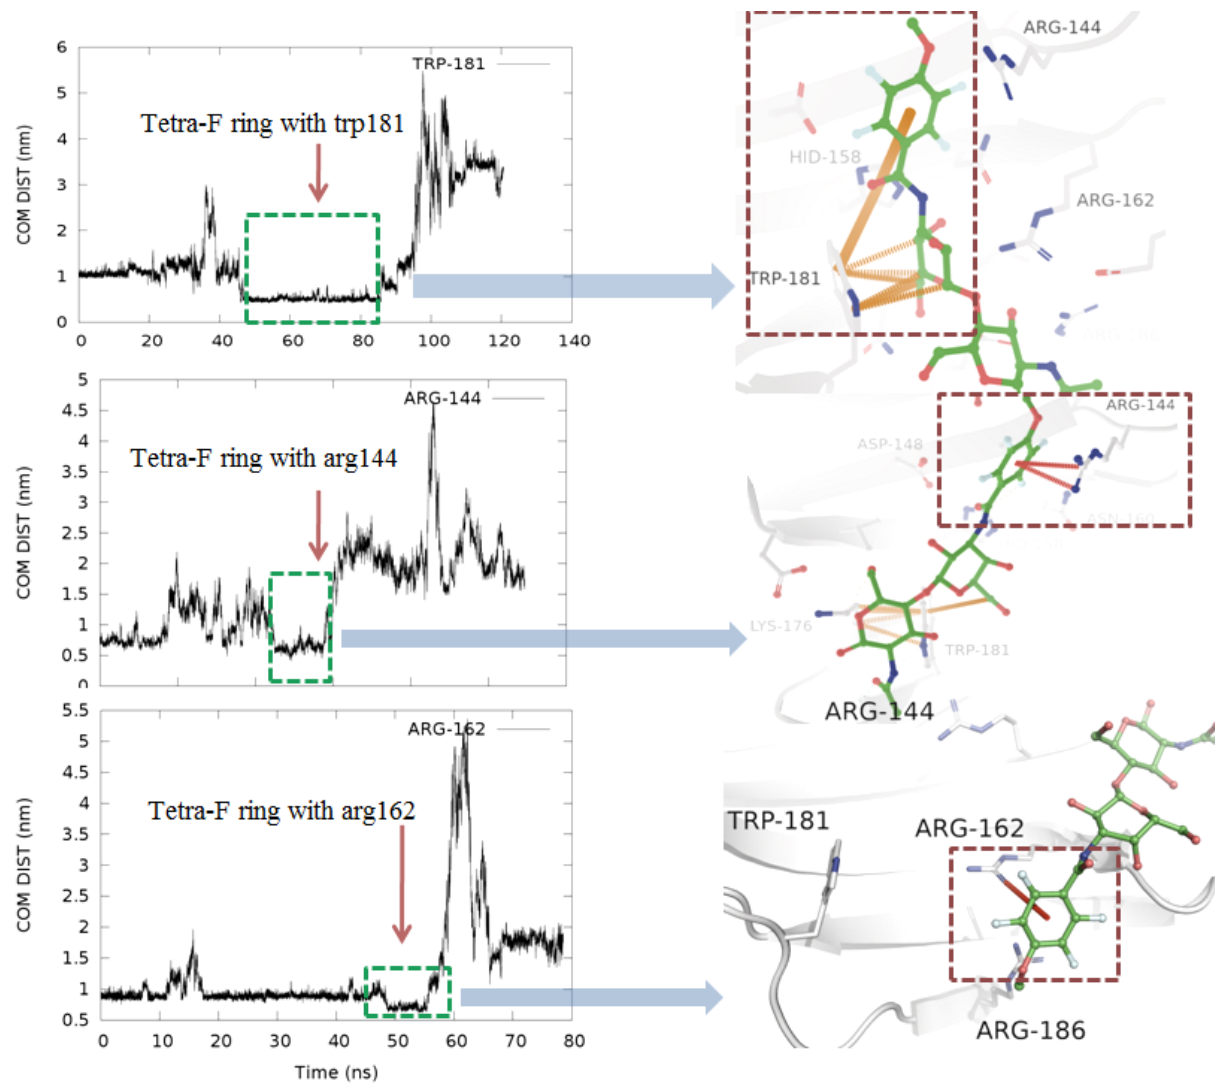 6
5
4
3
2
1
0
COM DIST (nm)
TRP-181
Tetra-F ring with trp181
0 20 40 60 80 100 120 140
ARG-144
HID-158
ARG-162
TRP-181
5
4.5
4
3.5
3
2.5
2
1.5
1
0.5
0
COM DIST (nm)
ARG-144
Tetra-F ring with arg144
ARG-144
ASP-148
ASN-160
LYS-176
TRP-181
ARG-144
5.5
5
4.5
4
3.5
3
2.5
2
1.5
1
0.5
COM DIST (nm)
ARG-162
Tetra-F ring with arg162
0 10 20 30 40 50 60 70 80
Time (ns)
TRP-181
ARG-162
ARG-186